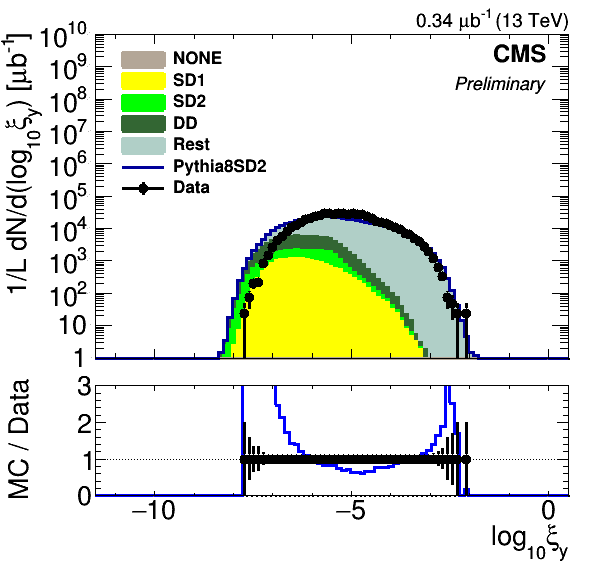 0.34 μb⁻¹ (13 TeV)
CMS
Preliminary
1/L dN/d(log₁₀ξy) [μb⁻¹]
10¹⁰
10⁹
10⁸
10⁷
10⁶
10⁵
10⁴
10³
10²
10
1
NONE
SD1
SD2
DD
Rest
Pythia8SD2
Data
MC / Data
3
2
1
0
−10
−5
0
log₁₀ξy